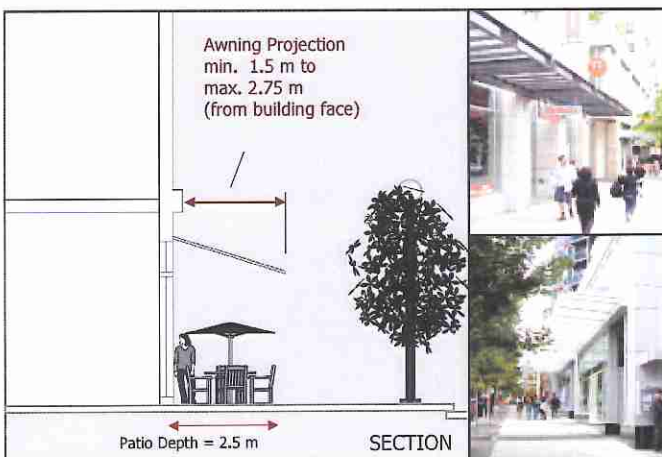 Awning Projection
min. 1.5 m to
max. 2.75 m
(from building face)
Patio Depth = 2.5 m
SECTION